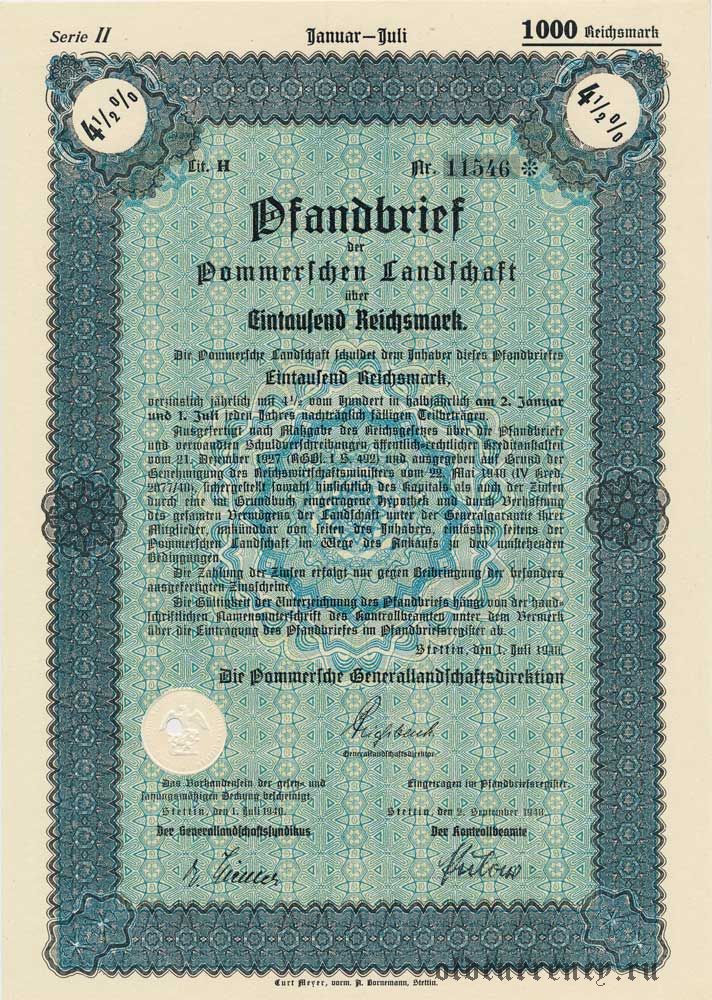 Serie II Januar—Juli 1000 Reichsmark
4½% 4½%
Lit. H Nr. 11546 *
Pfandbrief
der
Pommerschen Landschaft
über
Eintausend Reichsmark.
Die Pommersche Landschaft schuldet dem Inhaber dieses Pfandbriefes
Eintausend Reichsmark,
verzinslich jährlich mit 4½ vom Hundert in halbjährlich am 2. Januar
und 1. Juli jeden Jahres nachträglich fälligen Teilbeträgen.
Ausgefertigt nach Maßgabe des Reichsgesetzes über die Pfandbriefe
und verwandten Schuldverschreibungen öffentlich-rechtlicher Kreditanstalten
vom 21. Dezember 1927 (RGBl. I S. 492) und ausgegeben auf Grund der
Genehmigung des Reichswirtschaftsministers vom 22. Mai 1940 (IV Kred.
2077/40), sichergestellt sowohl hinsichtlich des Kapitals als auch der Zinsen
durch eine im Grundbuch eingetragene Hypothek und durch Verhaftung
des gesamten Vermögens der Landschaft unter der Generalgarantie ihrer
Mitglieder, unkündbar von seiten des Inhabers, einlösbar seitens der
Pommerschen Landschaft im Wege des Ankaufs zu den umstehenden
Bedingungen.
Die Zahlung der Zinsen erfolgt nur gegen Beibringung der besonders
ausgefertigten Zinsscheine.
Die Gültigkeit der Unterzeichnung des Pfandbriefs hängt von der hand-
schriftlichen Namensunterschrift des Kontrollbeamten unter dem Vermerk
über die Eintragung des Pfandbriefes im Pfandbriefsregister ab.
Stettin, den 1. Juli 1940.
Die Pommersche Generallandschaftsdirektion
Generallandschaftsdirektor
Das Vorhandensein der gesetz- und
satzungsmäßigen Deckung bescheinigt.
Stettin, den 1. Juli 1940.
Der Generallandschaftssyndikus
Eingetragen im Pfandbriefsregister.
Stettin, den 2. September 1940.
Der Kontrollbeamte
Curt Meyer, vorm. A. Bornemann, Stettin.
oldcurrency.ru